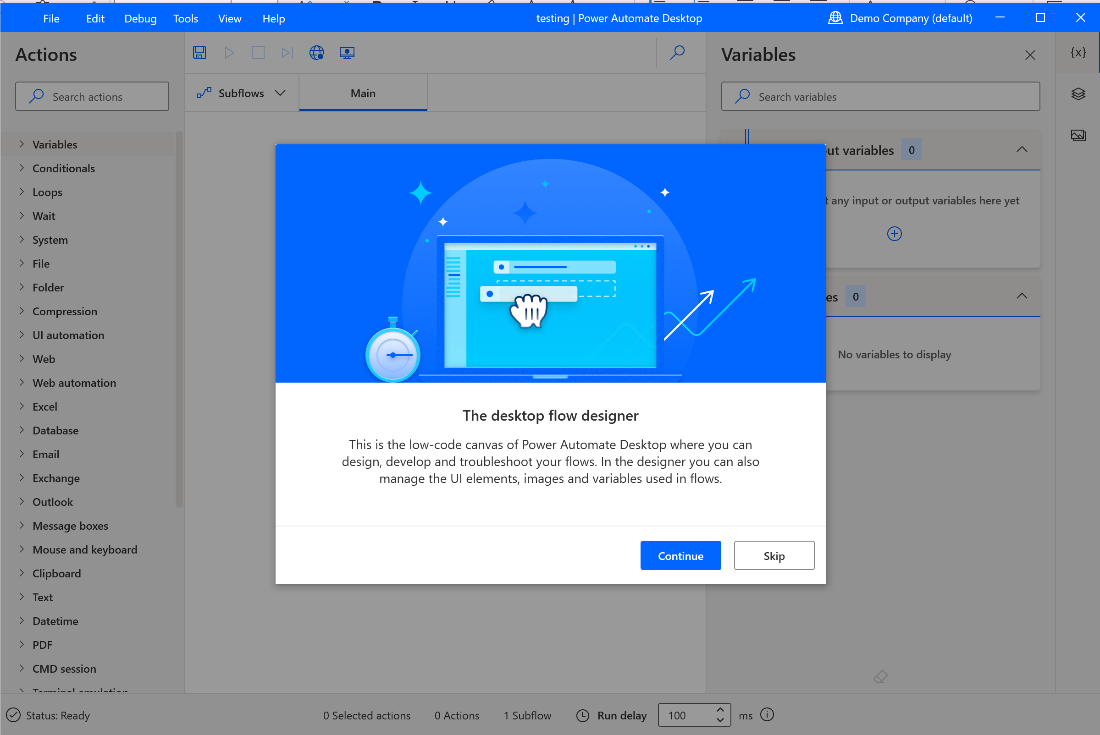 File Edit Debug Tools View Help
testing | Power Automate Desktop
Demo Company (default)
Actions
Search actions
Variables
Conditionals
Loops
Wait
System
File
Folder
Compression
UI automation
Web
Web automation
Excel
Database
Email
Exchange
Outlook
Message boxes
Mouse and keyboard
Clipboard
Text
Datetime
PDF
CMD session
Subflows
Main
Variables
{x}
Search variables
variables 0
any input or output variables here yet
0
No variables to display
The desktop flow designer
This is the low-code canvas of Power Automate Desktop where you can
design, develop and troubleshoot your flows. In the designer you can also
manage the UI elements, images and variables used in flows.
Continue
Skip
Status: Ready
0 Selected actions
0 Actions
1 Subflow
Run delay
100
ms